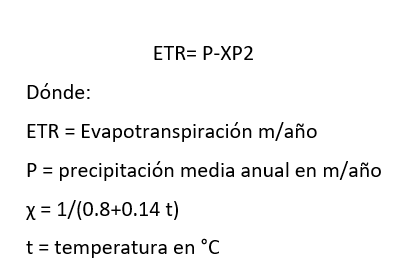 ETR= P-XP2
Dónde:
ETR = Evapotranspiración m/año
P = precipitación media anual en m/año
χ = 1/(0.8+0.14 t)
t = temperatura en °C